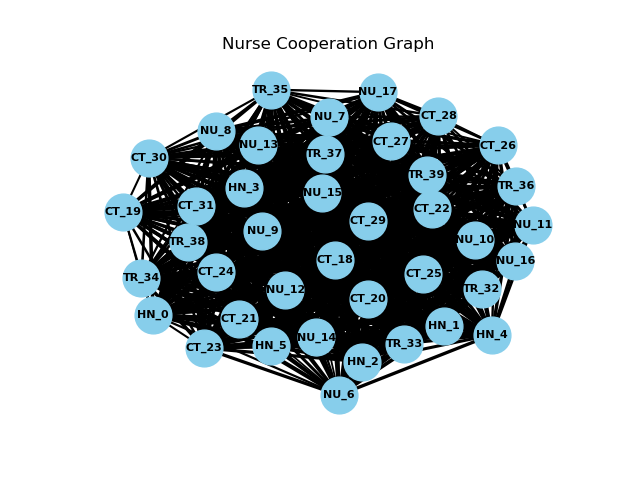 Nurse Cooperation Graph
TR_35
NU_17
NU_7
CT_28
NU_8
CT_27
NU_13
CT_26
TR_37
CT_30
TR_39
TR_36
HN_3
NU_15
CT_31
CT_22
CT_19
CT_29
NU_11
NU_9
NU_10
TR_38
CT_18
NU_16
CT_24
CT_25
TR_34
TR_32
NU_12
CT_20
HN_0
CT_21
HN_1
HN_4
NU_14
TR_33
HN_5
CT_23
HN_2
NU_6